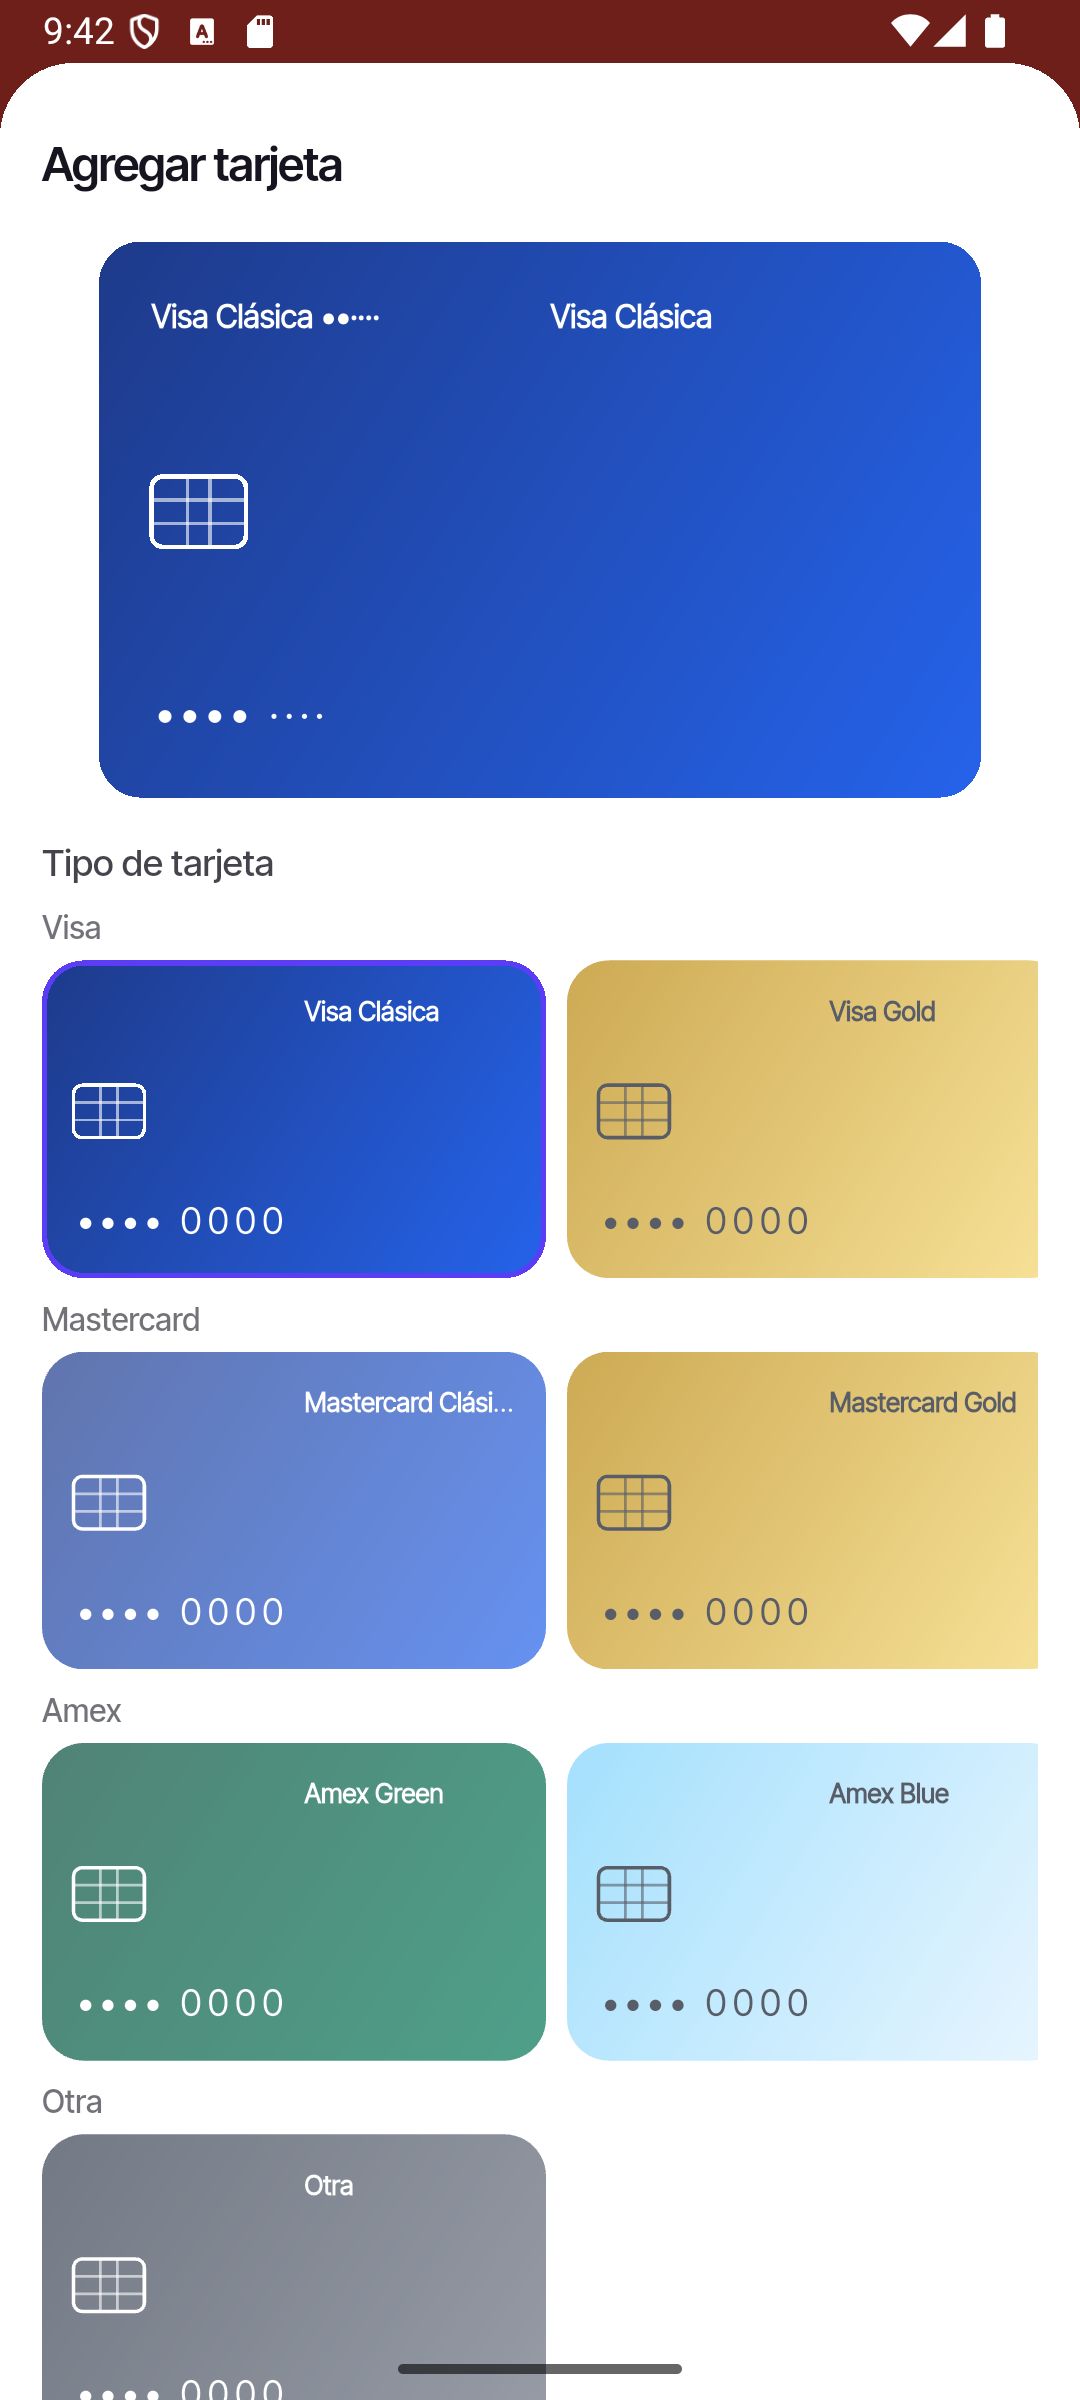 9:42
Agregar tarjeta
Visa Clásica ●●•••• Visa Clásica
●●●● ••••
Tipo de tarjeta
Visa
Visa Clásica
●●●● 0000
Visa Gold
●●●● 0000
Mastercard
Mastercard Clási...
●●●● 0000
Mastercard Gold
●●●● 0000
Amex
Amex Green
●●●● 0000
Amex Blue
●●●● 0000
Otra
Otra
●●●● 0000